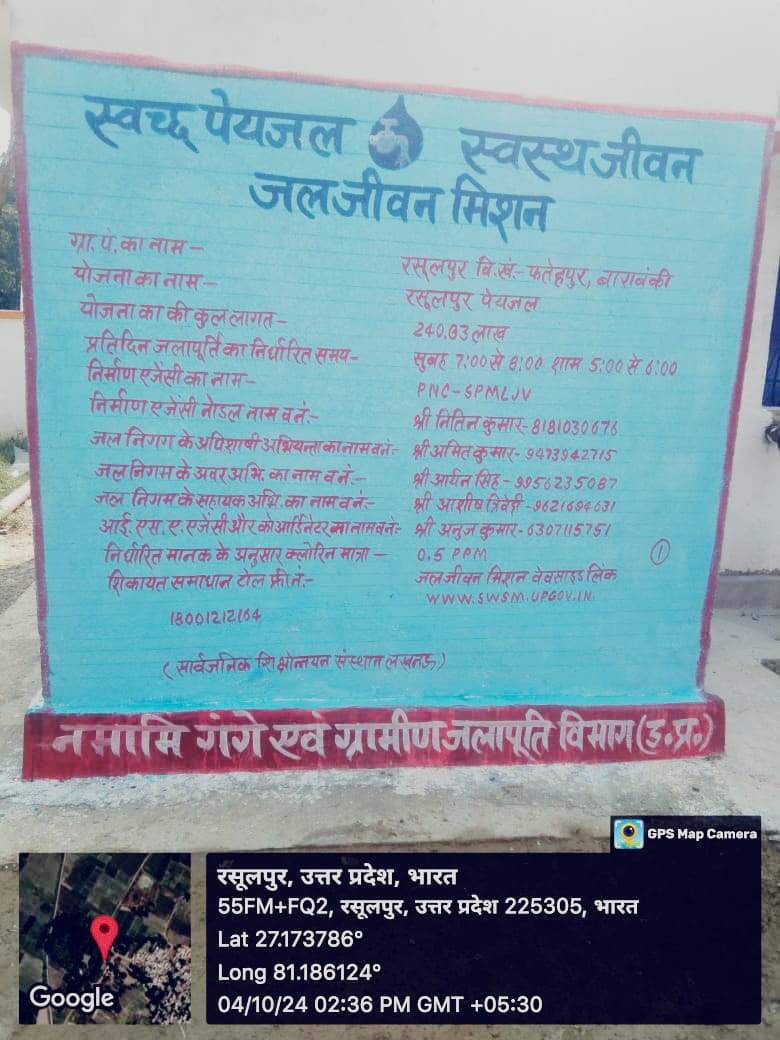 स्वच्छ पेयजल स्वस्थ जीवन
जल जीवन मिशन
ग्रा. पं. का नाम – रसूलपुर वि.खं.- फतेहपुर, बाराबंकी
योजना का नाम – रसूलपुर पेयजल
योजना का की कुल लागत – 240.83 लाख
प्रतिदिन जलापूर्ति का निर्धारित समय- सुबह 7:00 से 8:00 शाम 5:00 से 6:00
निर्माण एजेंसी का नाम – PNC-SPMLJV
निर्माण एजेंसी नोडल नाम व नं:- श्री नितिन कुमार- 8181030676
जल निगग के अधिशाषी अभियन्ता का नाम व नं:- श्री अमित कुमार- 9473942715
जल निगम के अवर अभि. का नाम व नं.:- श्री आर्यन सिंह - 9956235087
जल निगम के सहायक अभि. का नाम व नं:- श्री आशीष त्रिवेदी -9621694631
आई. एस. ए. एजेंसी और कोआर्डिनेटर का नाम व नं:- श्री अनुज कुमार- 6307115751
निर्धारित मानक के अनुसार क्लोरिन मात्रा – 0.5 PPM 1
शिकायत समाधान टोल फ्री नं:- जल जीवन मिशन वेबसाइड लिंक
WWW.SWSM.UPGOV.IN
18001212164
(सार्वजनिक शिक्षोन्नयन संस्थान लखनऊ)
नमामि गंगे एवं ग्रामीण जलापूर्ति विभाग (उ.प्र.)
GPS Map Camera
रसूलपुर, उत्तर प्रदेश, भारत
55FM+FQ2, रसूलपुर, उत्तर प्रदेश 225305, भारत
Lat 27.173786°
Long 81.186124°
04/10/24 02:36 PM GMT +05:30
Google